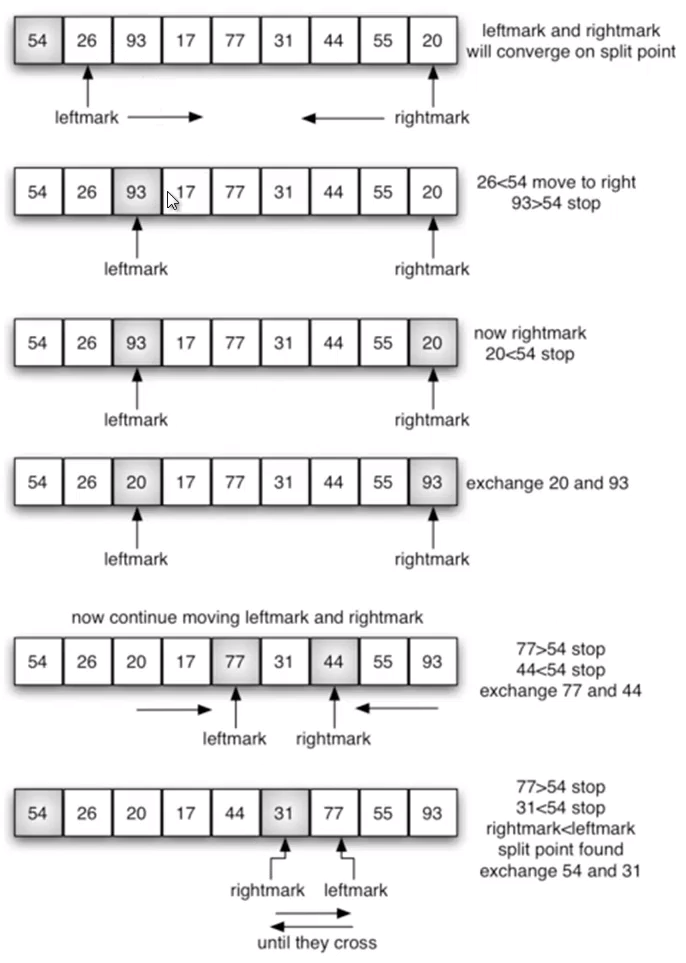 54 26 93 17 77 31 44 55 20
leftmark and rightmark
will converge on split point
leftmark
rightmark
54 26 93 17 77 31 44 55 20
26<54 move to right
93>54 stop
leftmark
rightmark
54 26 93 17 77 31 44 55 20
now rightmark
20<54 stop
leftmark
rightmark
54 26 20 17 77 31 44 55 93
exchange 20 and 93
leftmark
rightmark
now continue moving leftmark and rightmark
54 26 20 17 77 31 44 55 93
77>54 stop
44<54 stop
exchange 77 and 44
leftmark
rightmark
54 26 20 17 44 31 77 55 93
77>54 stop
31<54 stop
rightmark<leftmark
split point found
exchange 54 and 31
rightmark
leftmark
until they cross